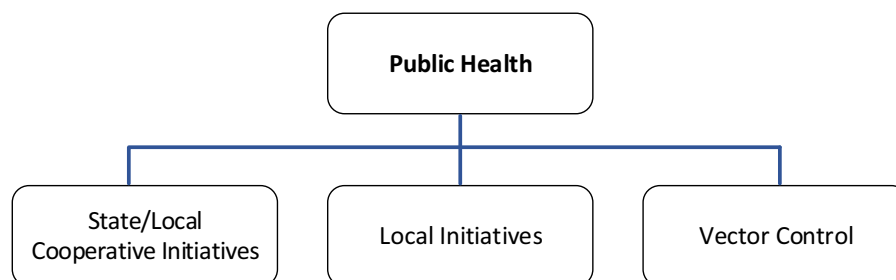 Public Health
State/Local
Cooperative Initiatives
Local Initiatives
Vector Control